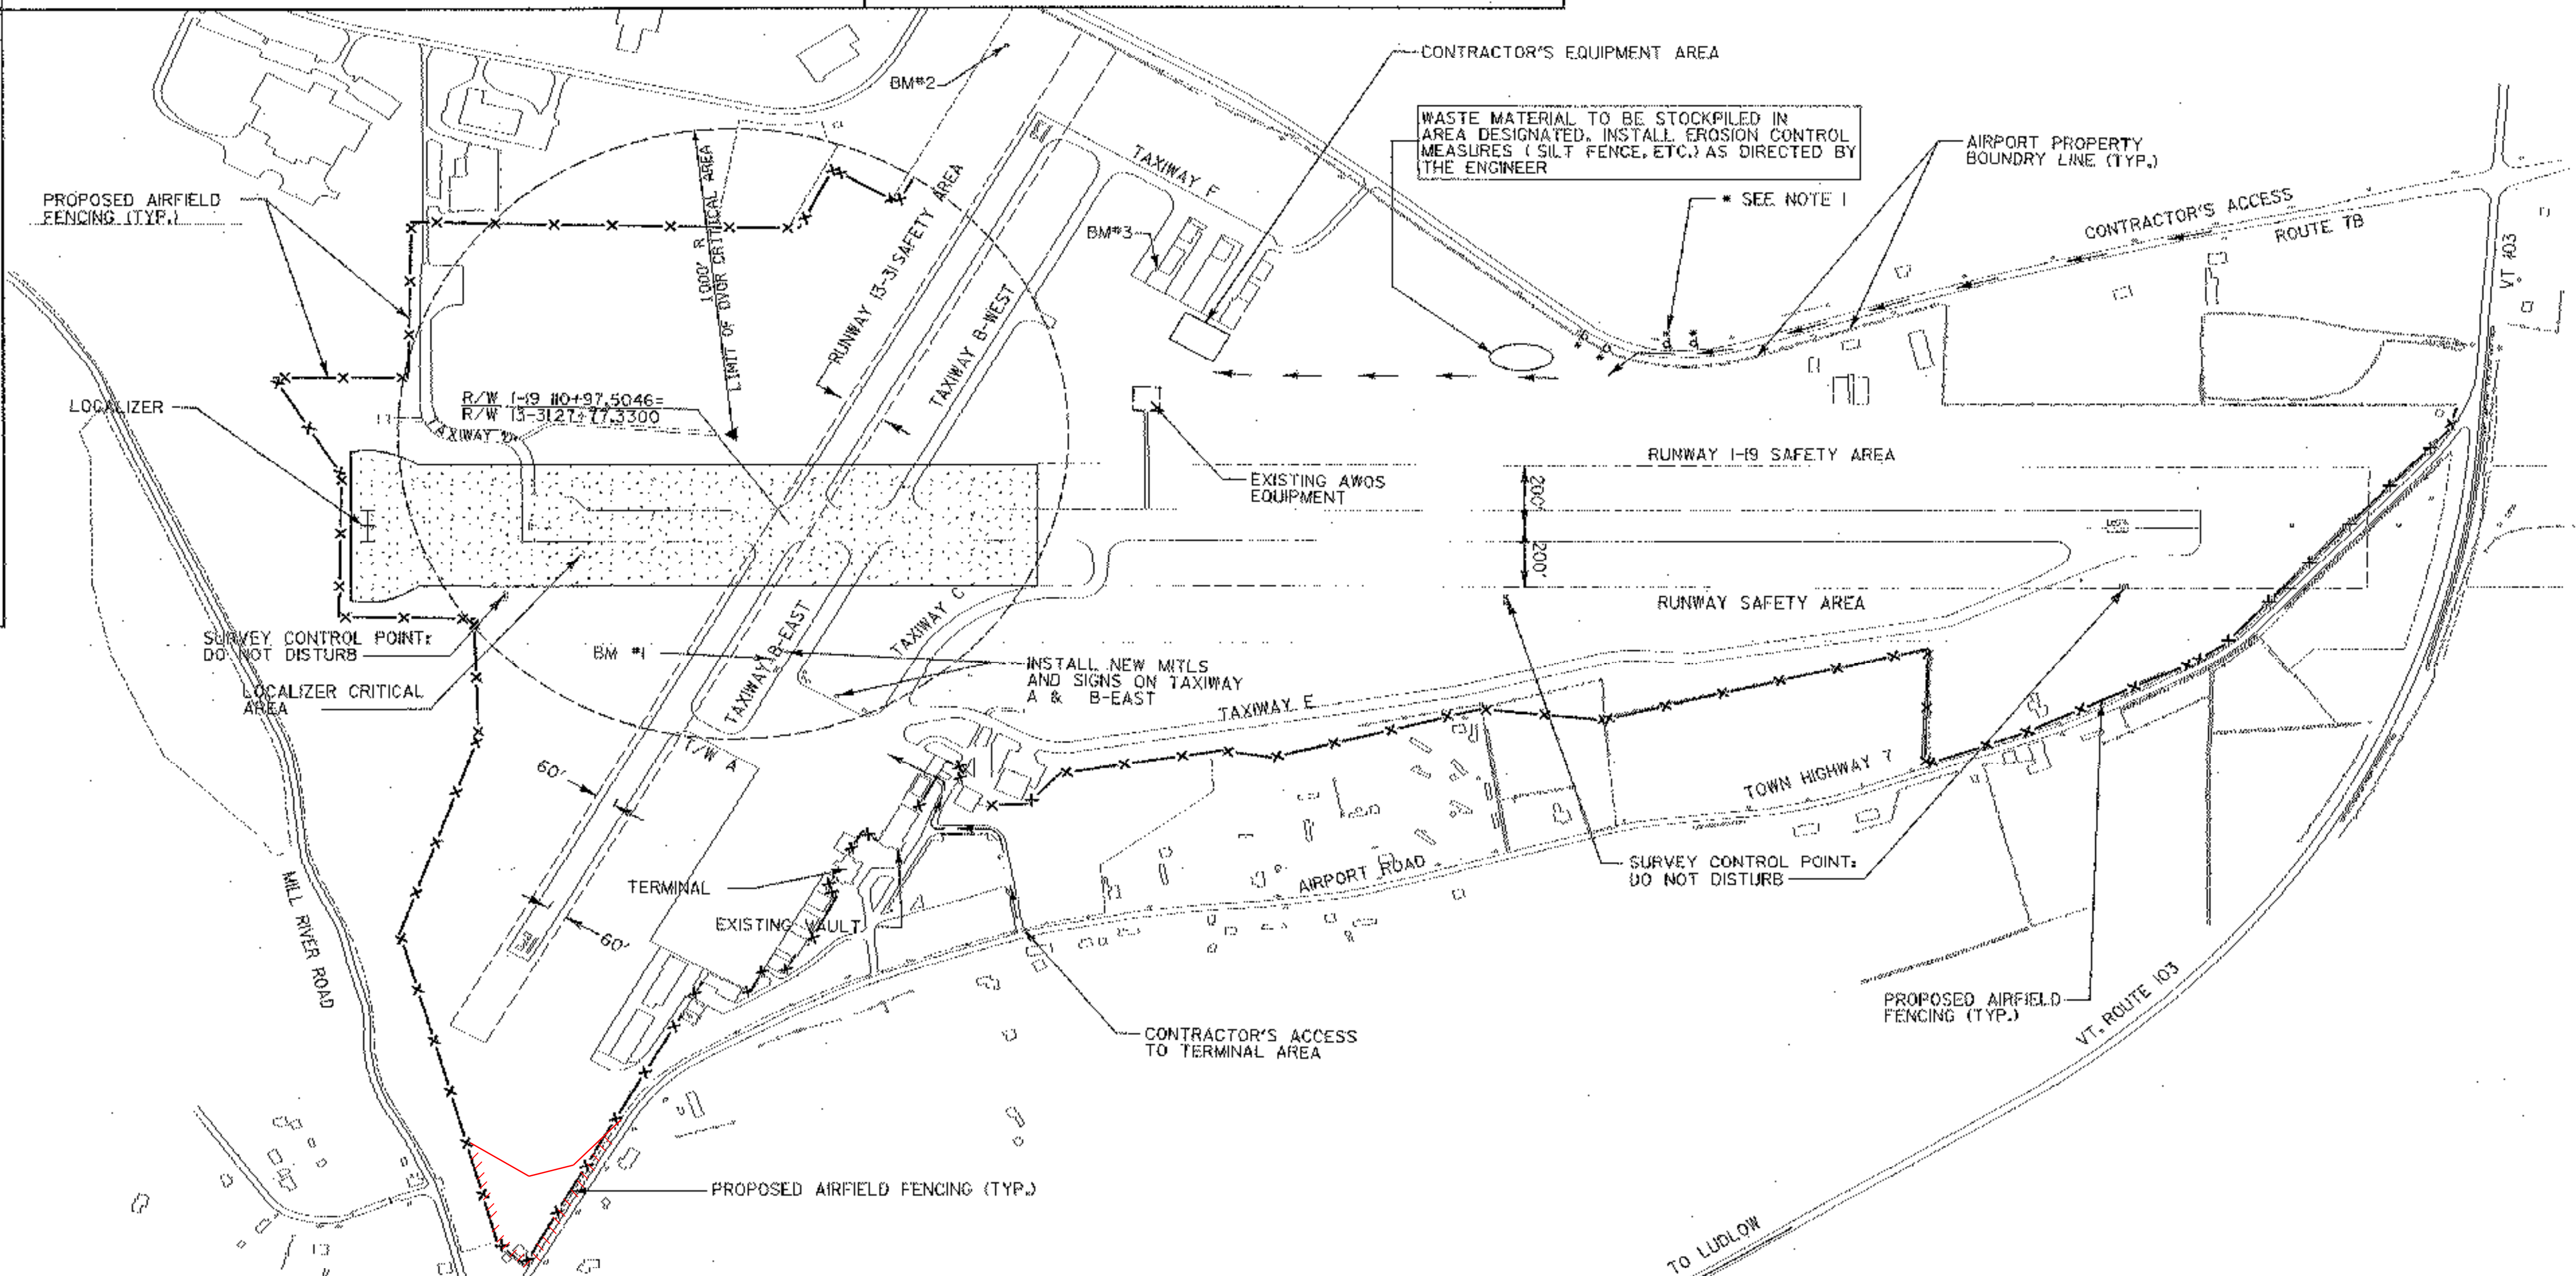 CONTRACTOR'S EQUIPMENT AREA
BM#2
WASTE MATERIAL TO BE STOCKPILED IN
AREA DESIGNATED. INSTALL EROSION CONTROL
MEASURES ( SILT FENCE, ETC.) AS DIRECTED BY
THE ENGINEER
AIRPORT PROPERTY
BOUNDRY LINE (TYP.)
TAXIWAY F
* SEE NOTE 1
PROPOSED AIRFIELD
FENCING (TYP.)
1000' R
LIMIT OF DVOR CRITICAL AREA
RUNWAY 13-31 SAFETY AREA
BM#3
CONTRACTOR'S ACCESS
ROUTE 7B
VT 103
TAXIWAY B-WEST
LOCALIZER
R/W 1-19 110+97.5046=
R/W 13-31 27+77.3300
TAXIWAY D
RUNWAY 1-19 SAFETY AREA
EXISTING AWOS
EQUIPMENT
200'
200'
RUNWAY SAFETY AREA
SURVEY CONTROL POINT:
DO NOT DISTURB
BM #1
TAXIWAY B-EAST
TAXIWAY C
INSTALL NEW MITLS
AND SIGNS ON TAXIWAY
A & B-EAST
LOCALIZER CRITICAL
AREA
TAXIWAY E
T/W A
60'
TOWN HIGHWAY 7
MILL RIVER ROAD
TERMINAL
AIRPORT ROAD
SURVEY CONTROL POINT:
DO NOT DISTURB
EXISTING VAULT
60'
PROPOSED AIRFIELD
FENCING (TYP.)
VT. ROUTE 103
CONTRACTOR'S ACCESS
TO TERMINAL AREA
PROPOSED AIRFIELD FENCING (TYP.)
TO LUDLOW